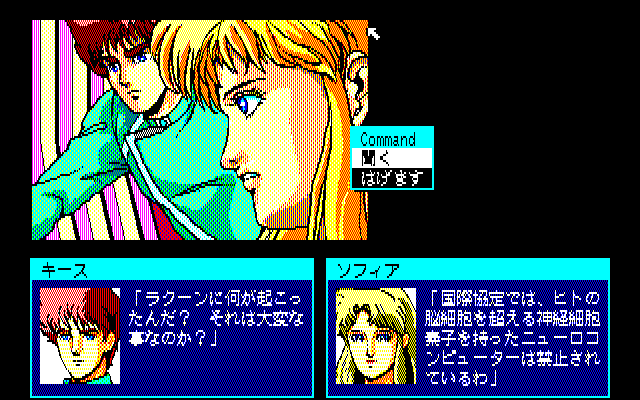 Command
聞く
はげます
キース
「ラクーンに何が起こっ
たんだ？ それは大変な
事なのか？」
ソフィア
「国際協定では、ヒトの
脳細胞を超える神経細胞
素子を持ったニューロコ
ンピューターは禁止され
ているわ」